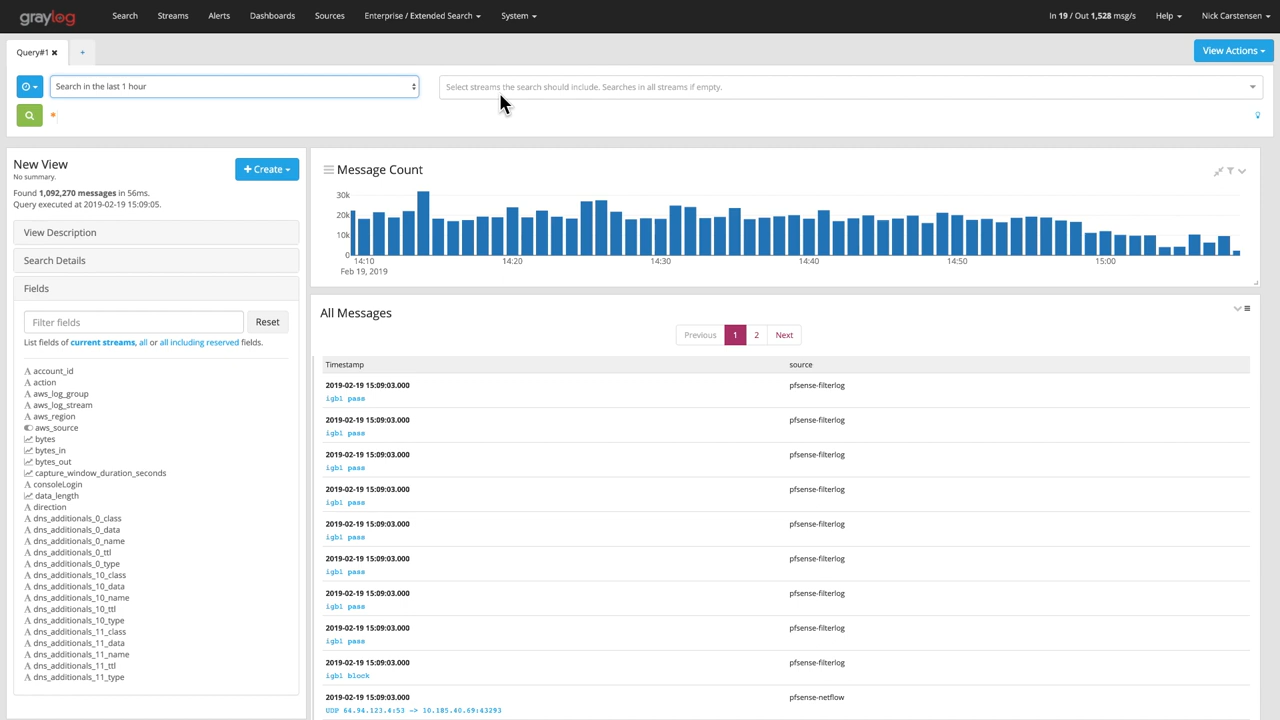 graylog Search Streams Alerts Dashboards Sources Enterprise / Extended Search System In 19 / Out 1,528 msg/s Help Nick Carstensen
Query#1 +
View Actions
Search in the last 1 hour
Select streams the search should include. Searches in all streams if empty.
*
New View
No summary.
+ Create
Found 1,092,270 messages in 56ms.
Query executed at 2019-02-19 15:09:05.
View Description
Search Details
Fields
Filter fields
Reset
List fields of current streams, all or all including reserved fields.
A account_id
A action
A aws_log_group
A aws_log_stream
A aws_region
aws_source
bytes
bytes_in
bytes_out
capture_window_duration_seconds
A consoleLogin
data_length
A direction
A dns_additionals_0_class
A dns_additionals_0_data
A dns_additionals_0_name
A dns_additionals_0_ttl
A dns_additionals_0_type
A dns_additionals_10_class
A dns_additionals_10_data
A dns_additionals_10_name
A dns_additionals_10_ttl
A dns_additionals_10_type
A dns_additionals_11_class
A dns_additionals_11_data
A dns_additionals_11_name
A dns_additionals_11_ttl
A dns_additionals_11_type
Message Count
30k
20k
10k
0
14:10 14:20 14:30 14:40 14:50 15:00
Feb 19, 2019
All Messages
Previous 1 2 Next
Timestamp source
2019-02-19 15:09:03.000 pfsense-filterlog
igb1 pass
2019-02-19 15:09:03.000 pfsense-filterlog
igb1 pass
2019-02-19 15:09:03.000 pfsense-filterlog
igb1 pass
2019-02-19 15:09:03.000 pfsense-filterlog
igb1 pass
2019-02-19 15:09:03.000 pfsense-filterlog
igb1 pass
2019-02-19 15:09:03.000 pfsense-filterlog
igb1 pass
2019-02-19 15:09:03.000 pfsense-filterlog
igb1 pass
2019-02-19 15:09:03.000 pfsense-filterlog
igb1 pass
2019-02-19 15:09:03.000 pfsense-filterlog
igb1 block
2019-02-19 15:09:03.000 pfsense-netflow
UDP 64.94.123.4:53 -> 10.185.40.69:43293